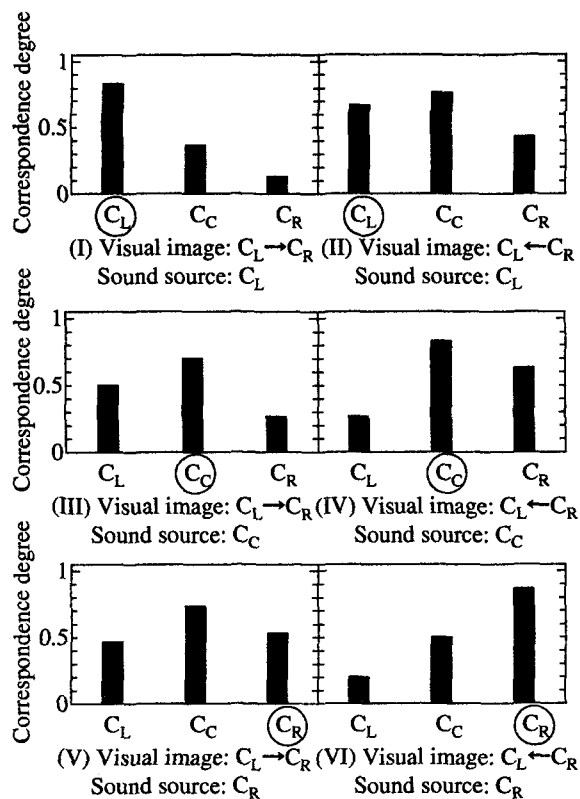 Correspondence degree
1
0.5
0
C_L C_C C_R C_L C_C C_R
(I) Visual image: C_L→C_R (II) Visual image: C_L←C_R
Sound source: C_L Sound source: C_L
Correspondence degree
1
0.5
0
C_L C_C C_R C_L C_C C_R
(III) Visual image: C_L→C_R (IV) Visual image: C_L←C_R
Sound source: C_C Sound source: C_C
Correspondence degree
1
0.5
0
C_L C_C C_R C_L C_C C_R
(V) Visual image: C_L→C_R (VI) Visual image: C_L←C_R
Sound source: C_R Sound source: C_R